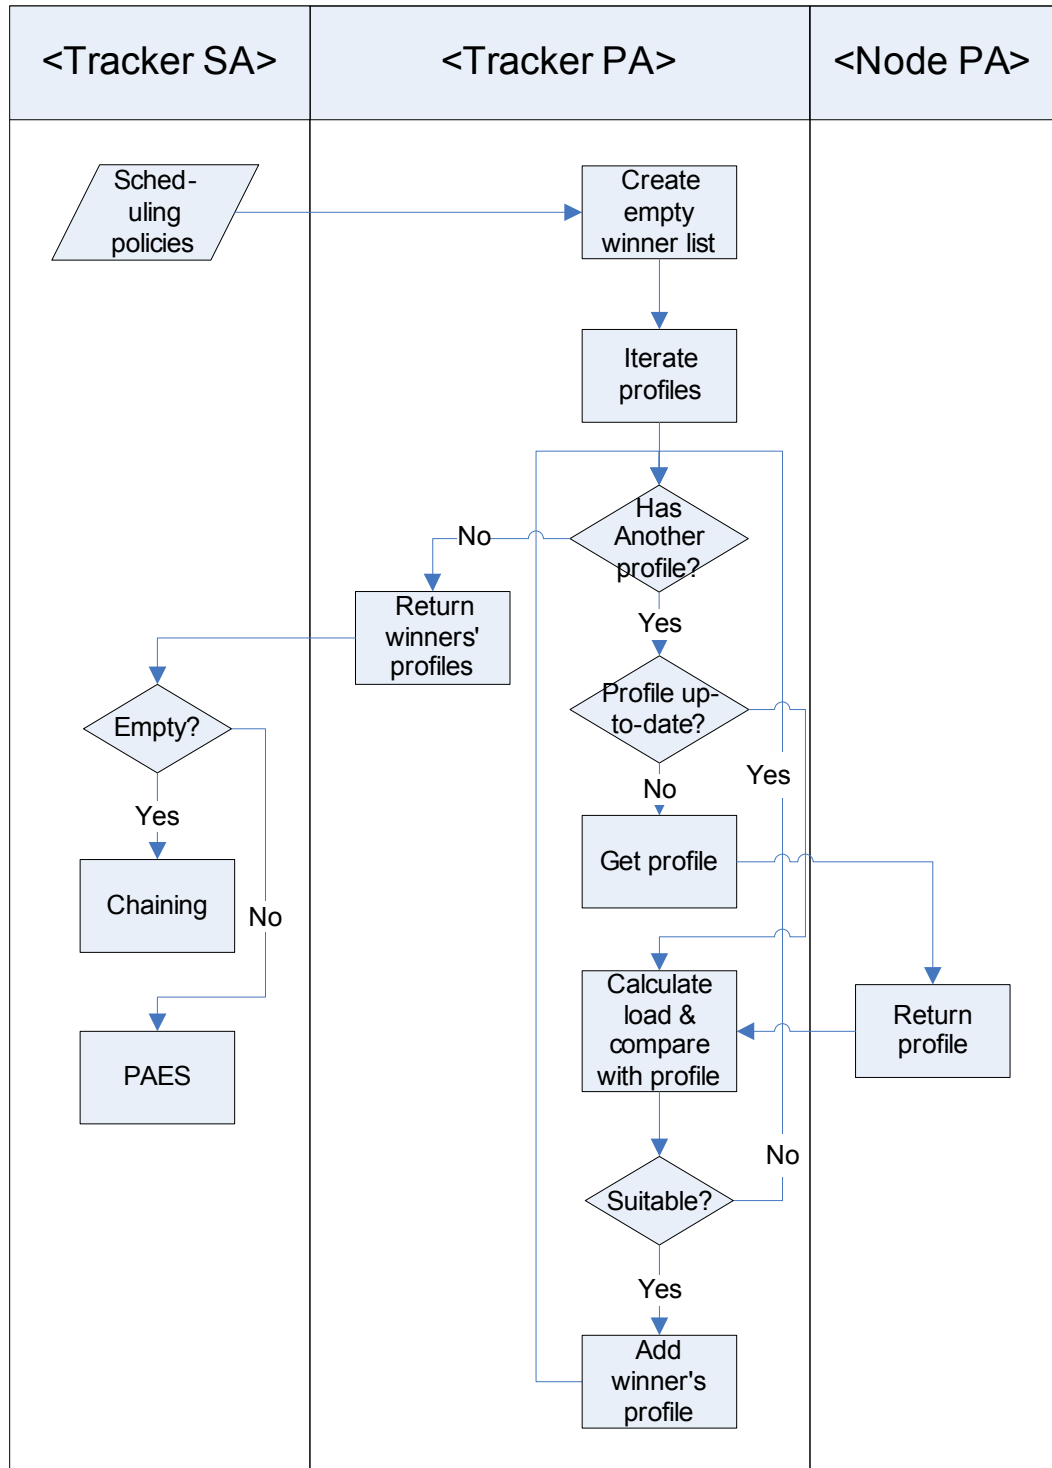 <Tracker SA>
<Tracker PA>
<Node PA>
Sched-
uling
policies
Create
empty
winner list
Iterate
profiles
Has
Another
profile?
No
Yes
Return
winners'
profiles
Profile up-
to-date?
Empty?
Yes
No
Yes
Get profile
Chaining
No
Calculate
load &
compare
with profile
Return
profile
PAES
No
Suitable?
Yes
Add
winner's
profile